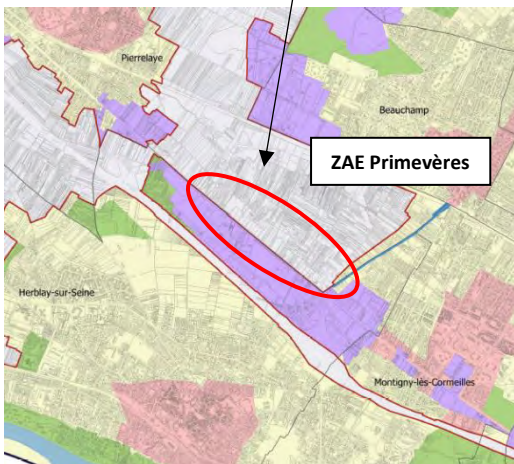 Pierrelaye
Beauchamp
ZAE Primevères
Herblay-sur-Seine
Montigny-lès-Cormeilles